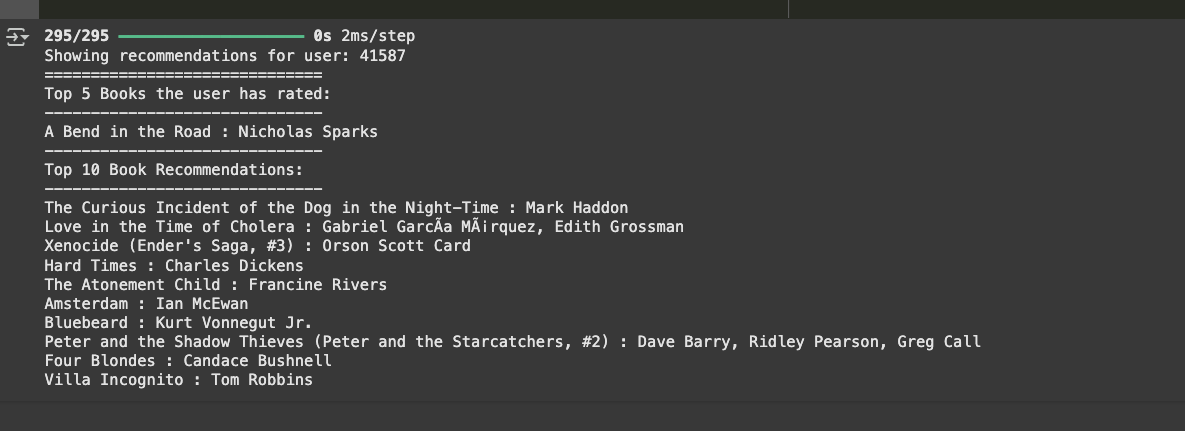 295/295 ━━━━━━━━━━━━━━━━━━━━ 0s 2ms/step
Showing recommendations for user: 41587
==============================
Top 5 Books the user has rated:
------------------------------
A Bend in the Road : Nicholas Sparks
------------------------------
Top 10 Book Recommendations:
------------------------------
The Curious Incident of the Dog in the Night-Time : Mark Haddon
Love in the Time of Cholera : Gabriel GarcÃa MÃ¡rquez, Edith Grossman
Xenocide (Ender's Saga, #3) : Orson Scott Card
Hard Times : Charles Dickens
The Atonement Child : Francine Rivers
Amsterdam : Ian McEwan
Bluebeard : Kurt Vonnegut Jr.
Peter and the Shadow Thieves (Peter and the Starcatchers, #2) : Dave Barry, Ridley Pearson, Greg Call
Four Blondes : Candace Bushnell
Villa Incognito : Tom Robbins